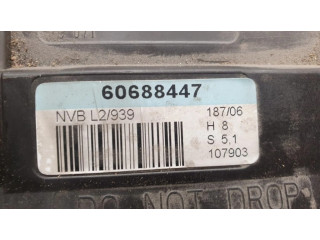 60688447
NVB L2/939
187/06
H 8
S 5.1
107903
DO NOT DROP